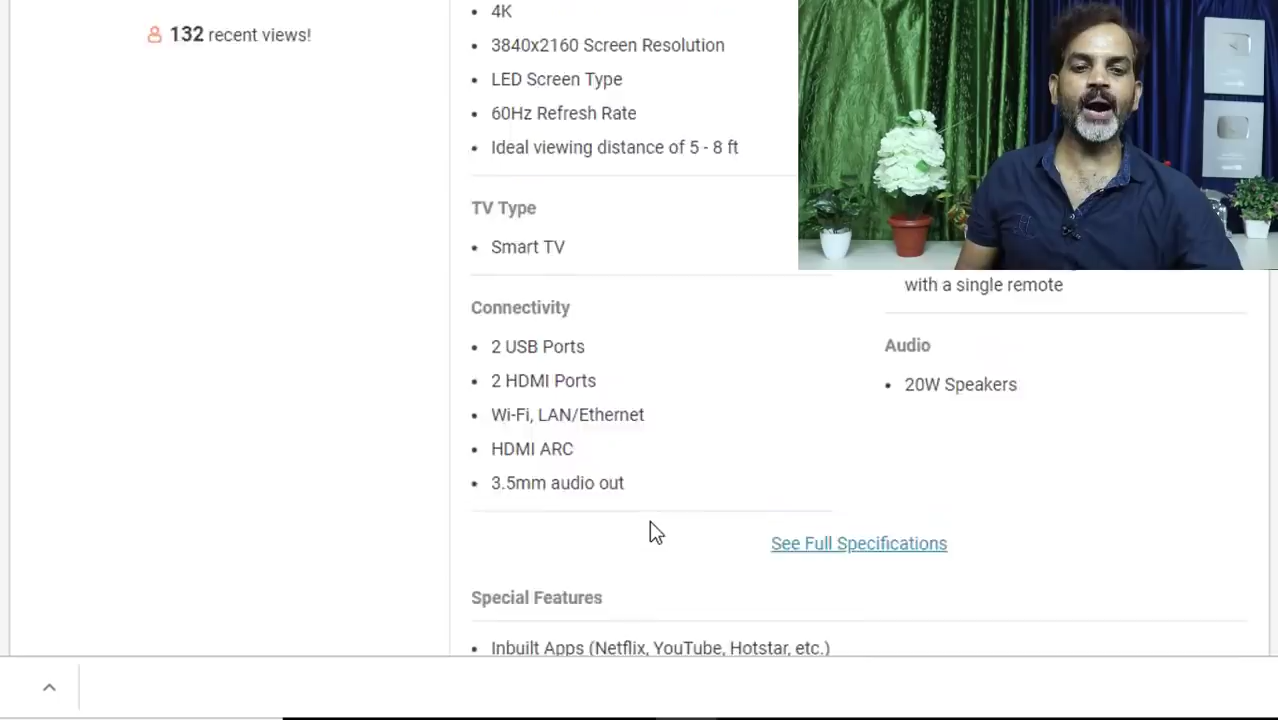 132 recent views!
4K
3840x2160 Screen Resolution
LED Screen Type
60Hz Refresh Rate
Ideal viewing distance of 5 - 8 ft
TV Type
Smart TV
Connectivity
2 USB Ports
2 HDMI Ports
Wi-Fi, LAN/Ethernet
HDMI ARC
3.5mm audio out
with a single remote
Audio
20W Speakers
See Full Specifications
Special Features
Inbuilt Apps (Netflix, YouTube, Hotstar, etc.)